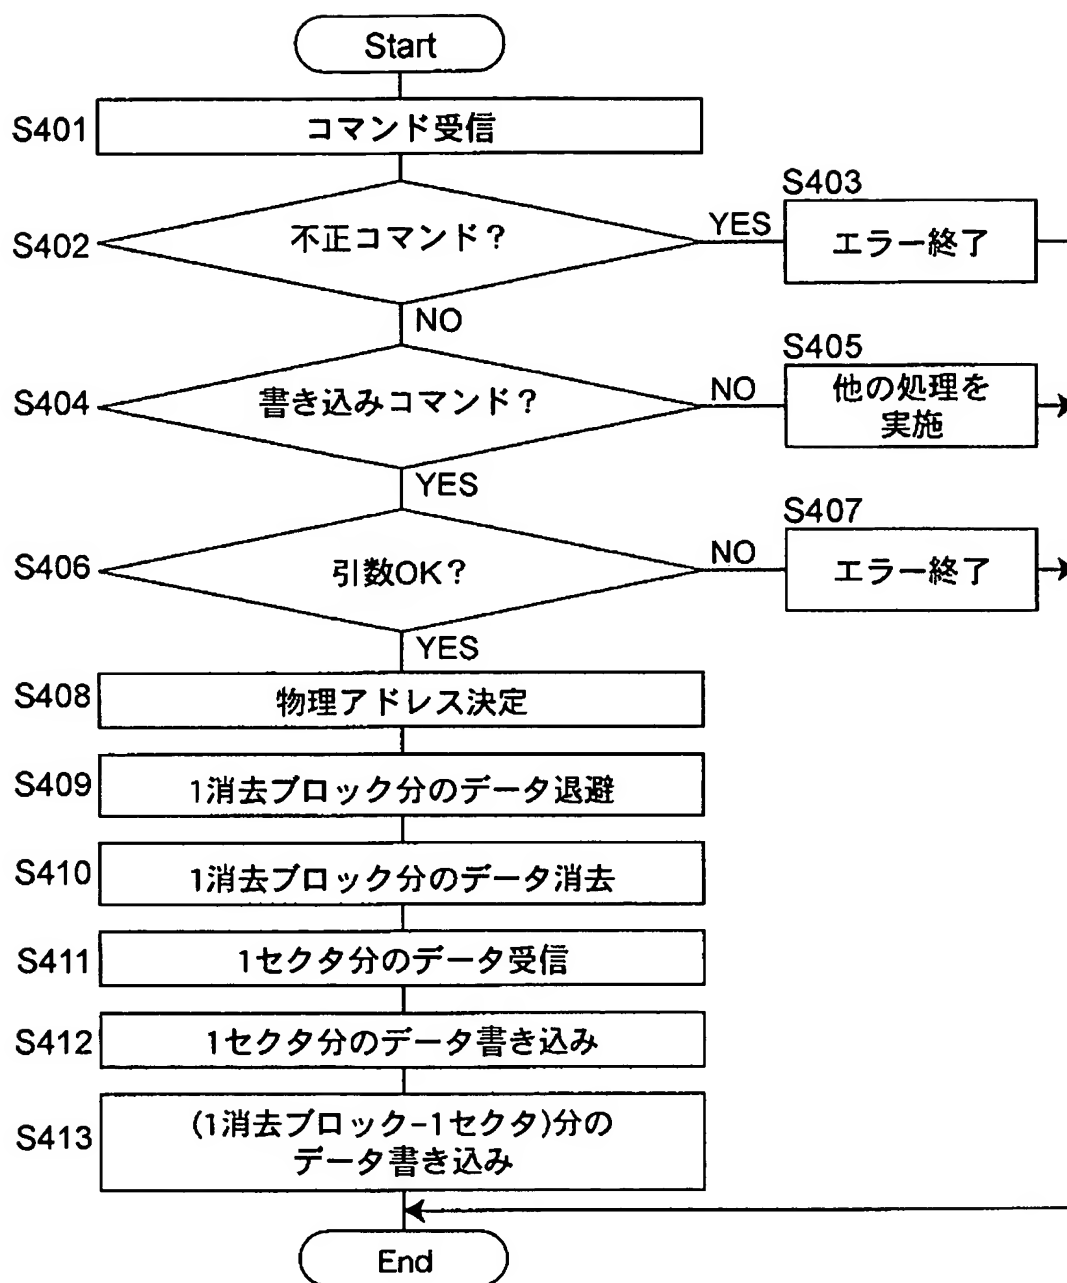 Start
S401
コマンド受信
S402
不正コマンド？
YES
S403
エラー終了
NO
S404
書き込みコマンド？
NO
S405
他の処理を
実施
YES
S406
引数OK？
NO
S407
エラー終了
YES
S408
物理アドレス決定
S409
1消去ブロック分のデータ退避
S410
1消去ブロック分のデータ消去
S411
1セクタ分のデータ受信
S412
1セクタ分のデータ書き込み
S413
(1消去ブロック−1セクタ)分の
データ書き込み
End